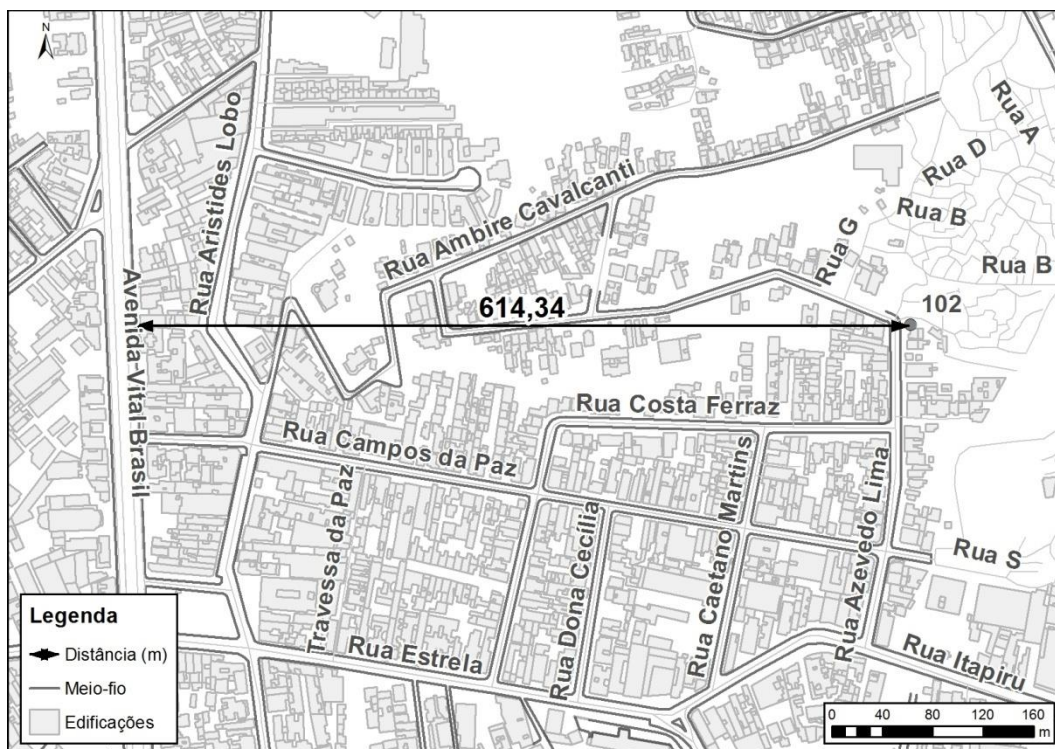 N
Rua Aristides Lobo
Rua A
Rua D
Rua Ambire Cavalcanti
Rua B
Rua G
Rua B
614,34
102
Avenida Vital Brasil
Rua Costa Ferraz
Rua Campos da Paz
Travessa da Paz
Rua Dona Cecília
Rua Caetano Martins
Rua Azevedo Lima
Rua S
Rua Estrela
Rua Itapiru
Legenda
Distância (m)
Meio-fio
Edificações
0 20 40 80 120 160
m